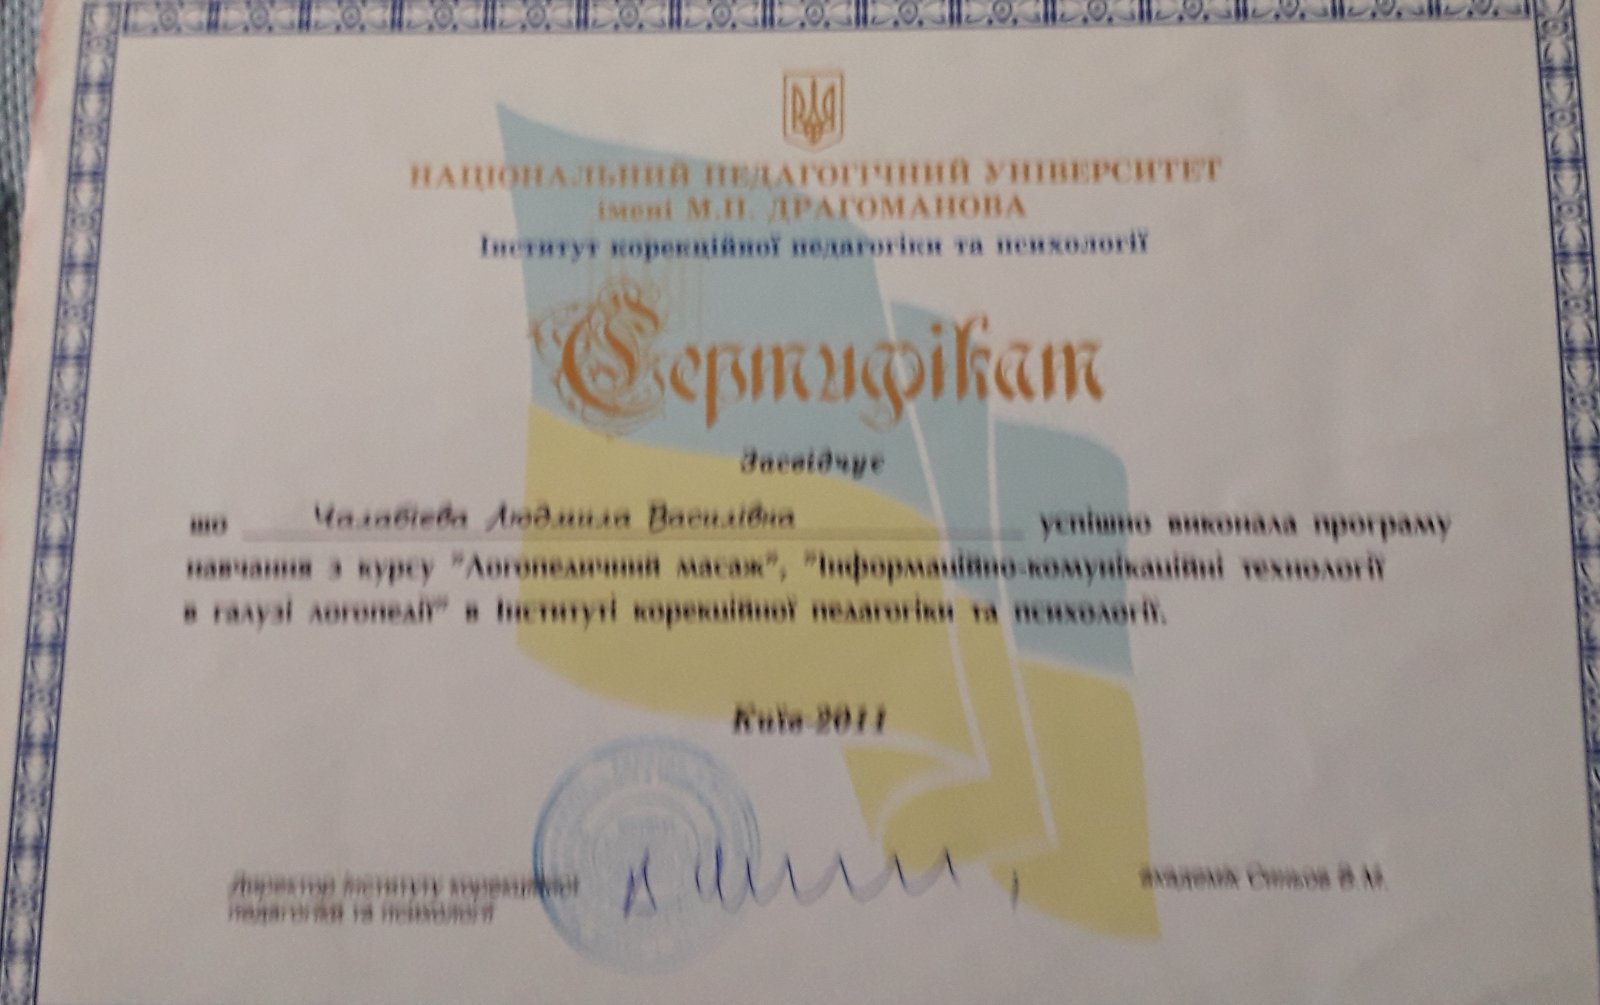 НАЦІОНАЛЬНИЙ ПЕДАГОГІЧНИЙ УНІВЕРСИТЕТ
імені М.П. ДРАГОМАНОВА
Інститут корекційної педагогіки та психології
Сертифікат
Засвідчує
що Чалабієва Людмила Василівна успішно виконала програму
навчання з курсу "Логопедичний масаж", "Інформаційно-комунікаційні технології
в галузі логопедії" в Інституті корекційної педагогіки та психології.
Київ-2011
Директор Інституту корекційної
педагогіки та психології
академік Синьов В.М.